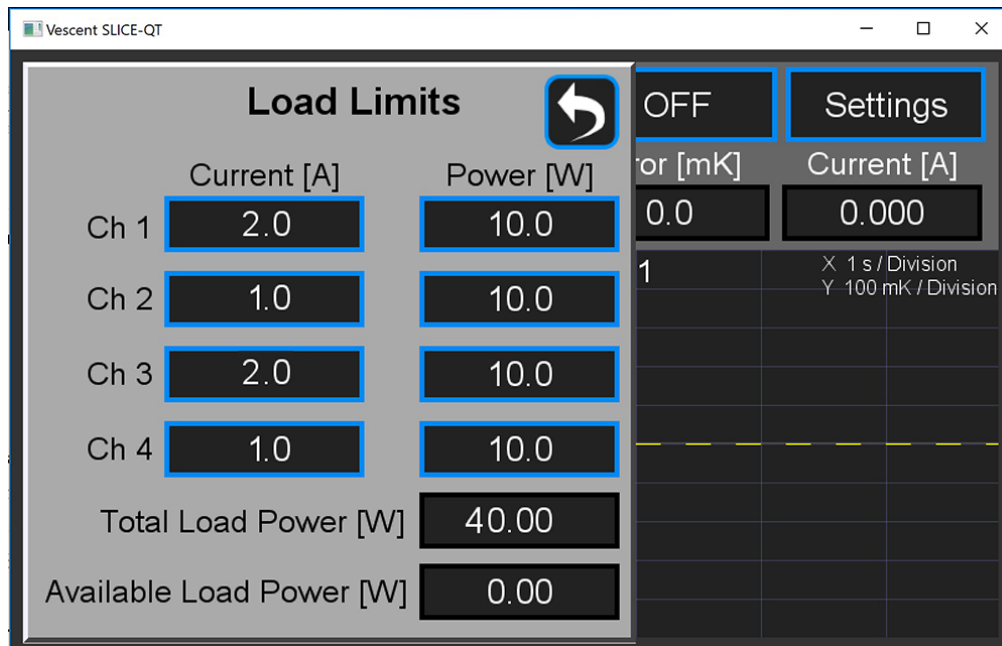 Vescent SLICE-QT
Load Limits
OFF
Settings
Current [A]
Power [W]
ror [mK]
Current [A]
Ch 1
2.0
10.0
0.0
0.000
1
X 1 s / Division
Y 100 mK / Division
Ch 2
1.0
10.0
Ch 3
2.0
10.0
Ch 4
1.0
10.0
Total Load Power [W]
40.00
Available Load Power [W]
0.00